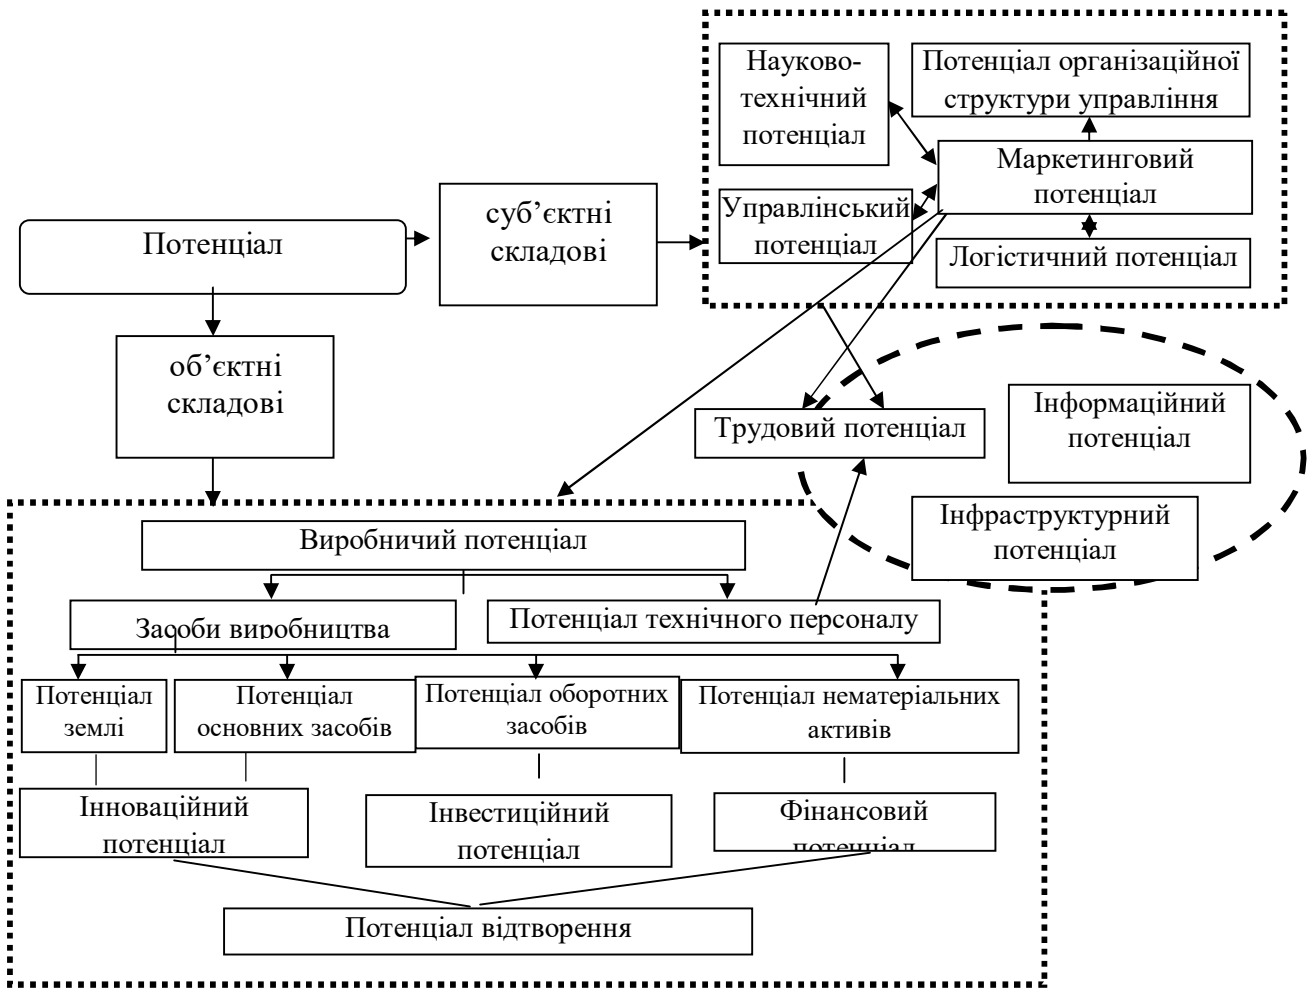 Науково-
технічний
потенціал
Потенціал організаційної
структури управління
Маркетинговий
потенціал
Управлінський
потенціал
Логістичний потенціал
суб’єктні
складові
Потенціал
об’єктні
складові
Трудовий потенціал
Інформаційний
потенціал
Інфраструктурний
потенціал
Виробничий потенціал
Засоби виробництва
Потенціал технічного персоналу
Потенціал
землі
Потенціал
основних засобів
Потенціал оборотних
засобів
Потенціал нематеріальних
активів
Інноваційний
потенціал
Інвестиційний
потенціал
Фінансовий
потенціал
Потенціал відтворення